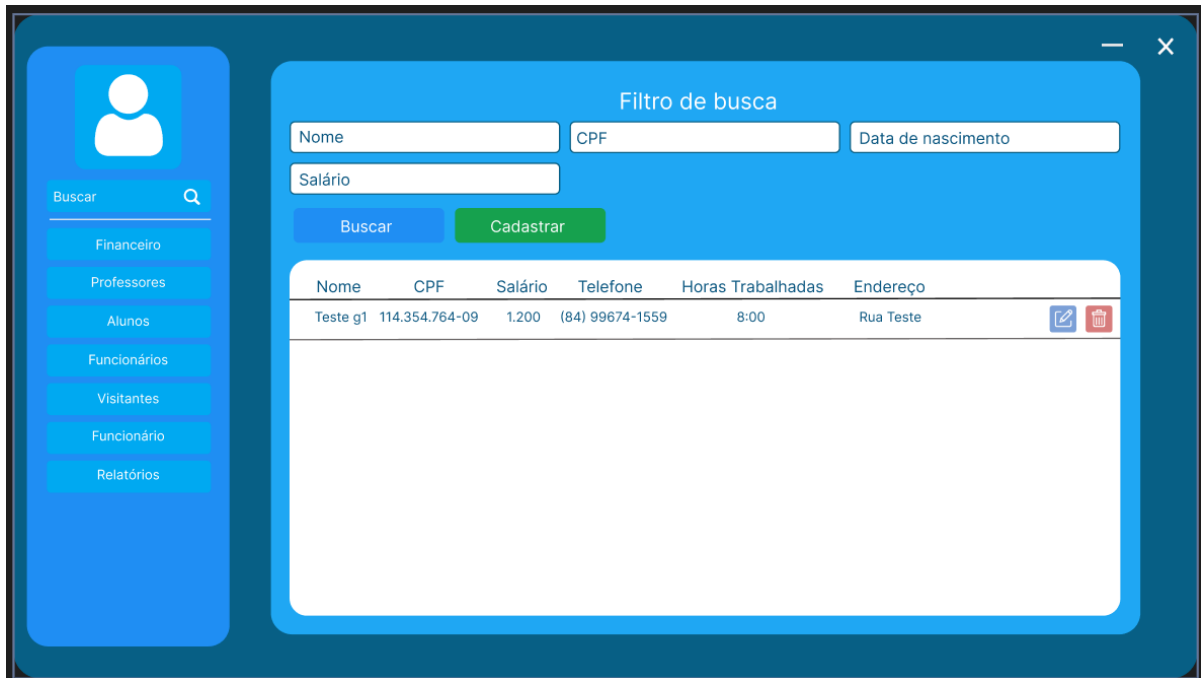 Buscar
Financeiro
Professores
Alunos
Funcionários
Visitantes
Funcionário
Relatórios
Filtro de busca
Nome CPF Data de nascimento
Salário
Buscar Cadastrar
Nome CPF Salário Telefone Horas Trabalhadas Endereço
Teste g1 114.354.764-09 1.200 (84) 99674-1559 8:00 Rua Teste